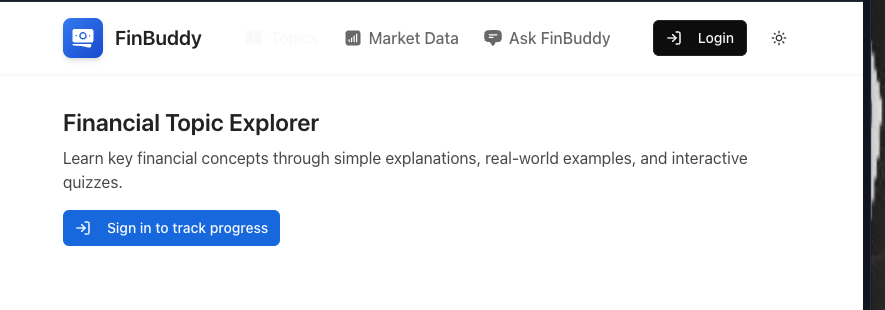 FinBuddy
Topics
Market Data
Ask FinBuddy
Login
Financial Topic Explorer
Learn key financial concepts through simple explanations, real-world examples, and interactive
quizzes.
Sign in to track progress